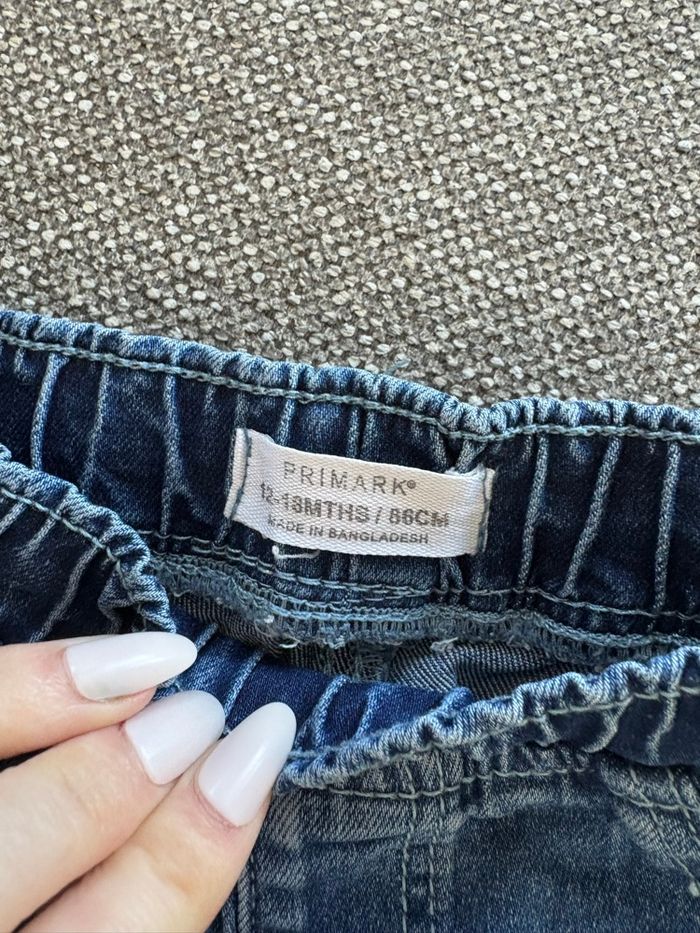 PRIMARK®
12-18MTHS / 86CM
MADE IN BANGLADESH